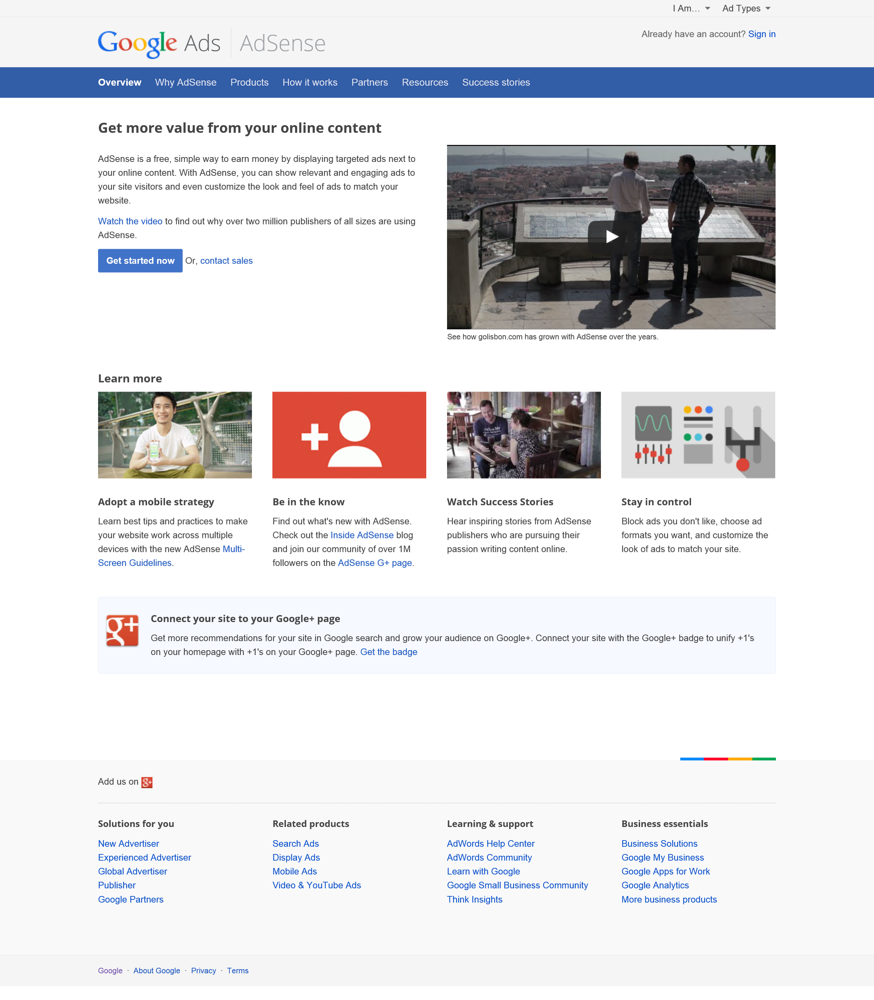 I Am… Ad Types
Google Ads AdSense
Already have an account? Sign in
Overview Why AdSense Products How it works Partners Resources Success stories
Get more value from your online content
AdSense is a free, simple way to earn money by displaying targeted ads next to
your online content. With AdSense, you can show relevant and engaging ads to
your site visitors and even customize the look and feel of ads to match your
website.
Watch the video to find out why over two million publishers of all sizes are using
AdSense.
Get started now Or, contact sales
See how golisbon.com has grown with AdSense over the years.
Learn more
Adopt a mobile strategy
Learn best tips and practices to make
your website work across multiple
devices with the new AdSense Multi-
Screen Guidelines.
Be in the know
Find out what's new with AdSense.
Check out the Inside AdSense blog
and join our community of over 1M
followers on the AdSense G+ page.
Follow Me
Watch Success Stories
Hear inspiring stories from AdSense
publishers who are pursuing their
passion writing content online.
Stay in control
Block ads you don't like, choose ad
formats you want, and customize the
look of ads to match your site.
g+
Connect your site to your Google+ page
Get more recommendations for your site in Google search and grow your audience on Google+. Connect your site with the Google+ badge to unify +1's
on your homepage with +1's on your Google+ page. Get the badge
Add us on g+
Solutions for you
New Advertiser
Experienced Advertiser
Global Advertiser
Publisher
Google Partners
Related products
Search Ads
Display Ads
Mobile Ads
Video & YouTube Ads
Learning & support
AdWords Help Center
AdWords Community
Learn with Google
Google Small Business Community
Think Insights
Business essentials
Business Solutions
Google My Business
Google Apps for Work
Google Analytics
More business products
Google · About Google · Privacy · Terms